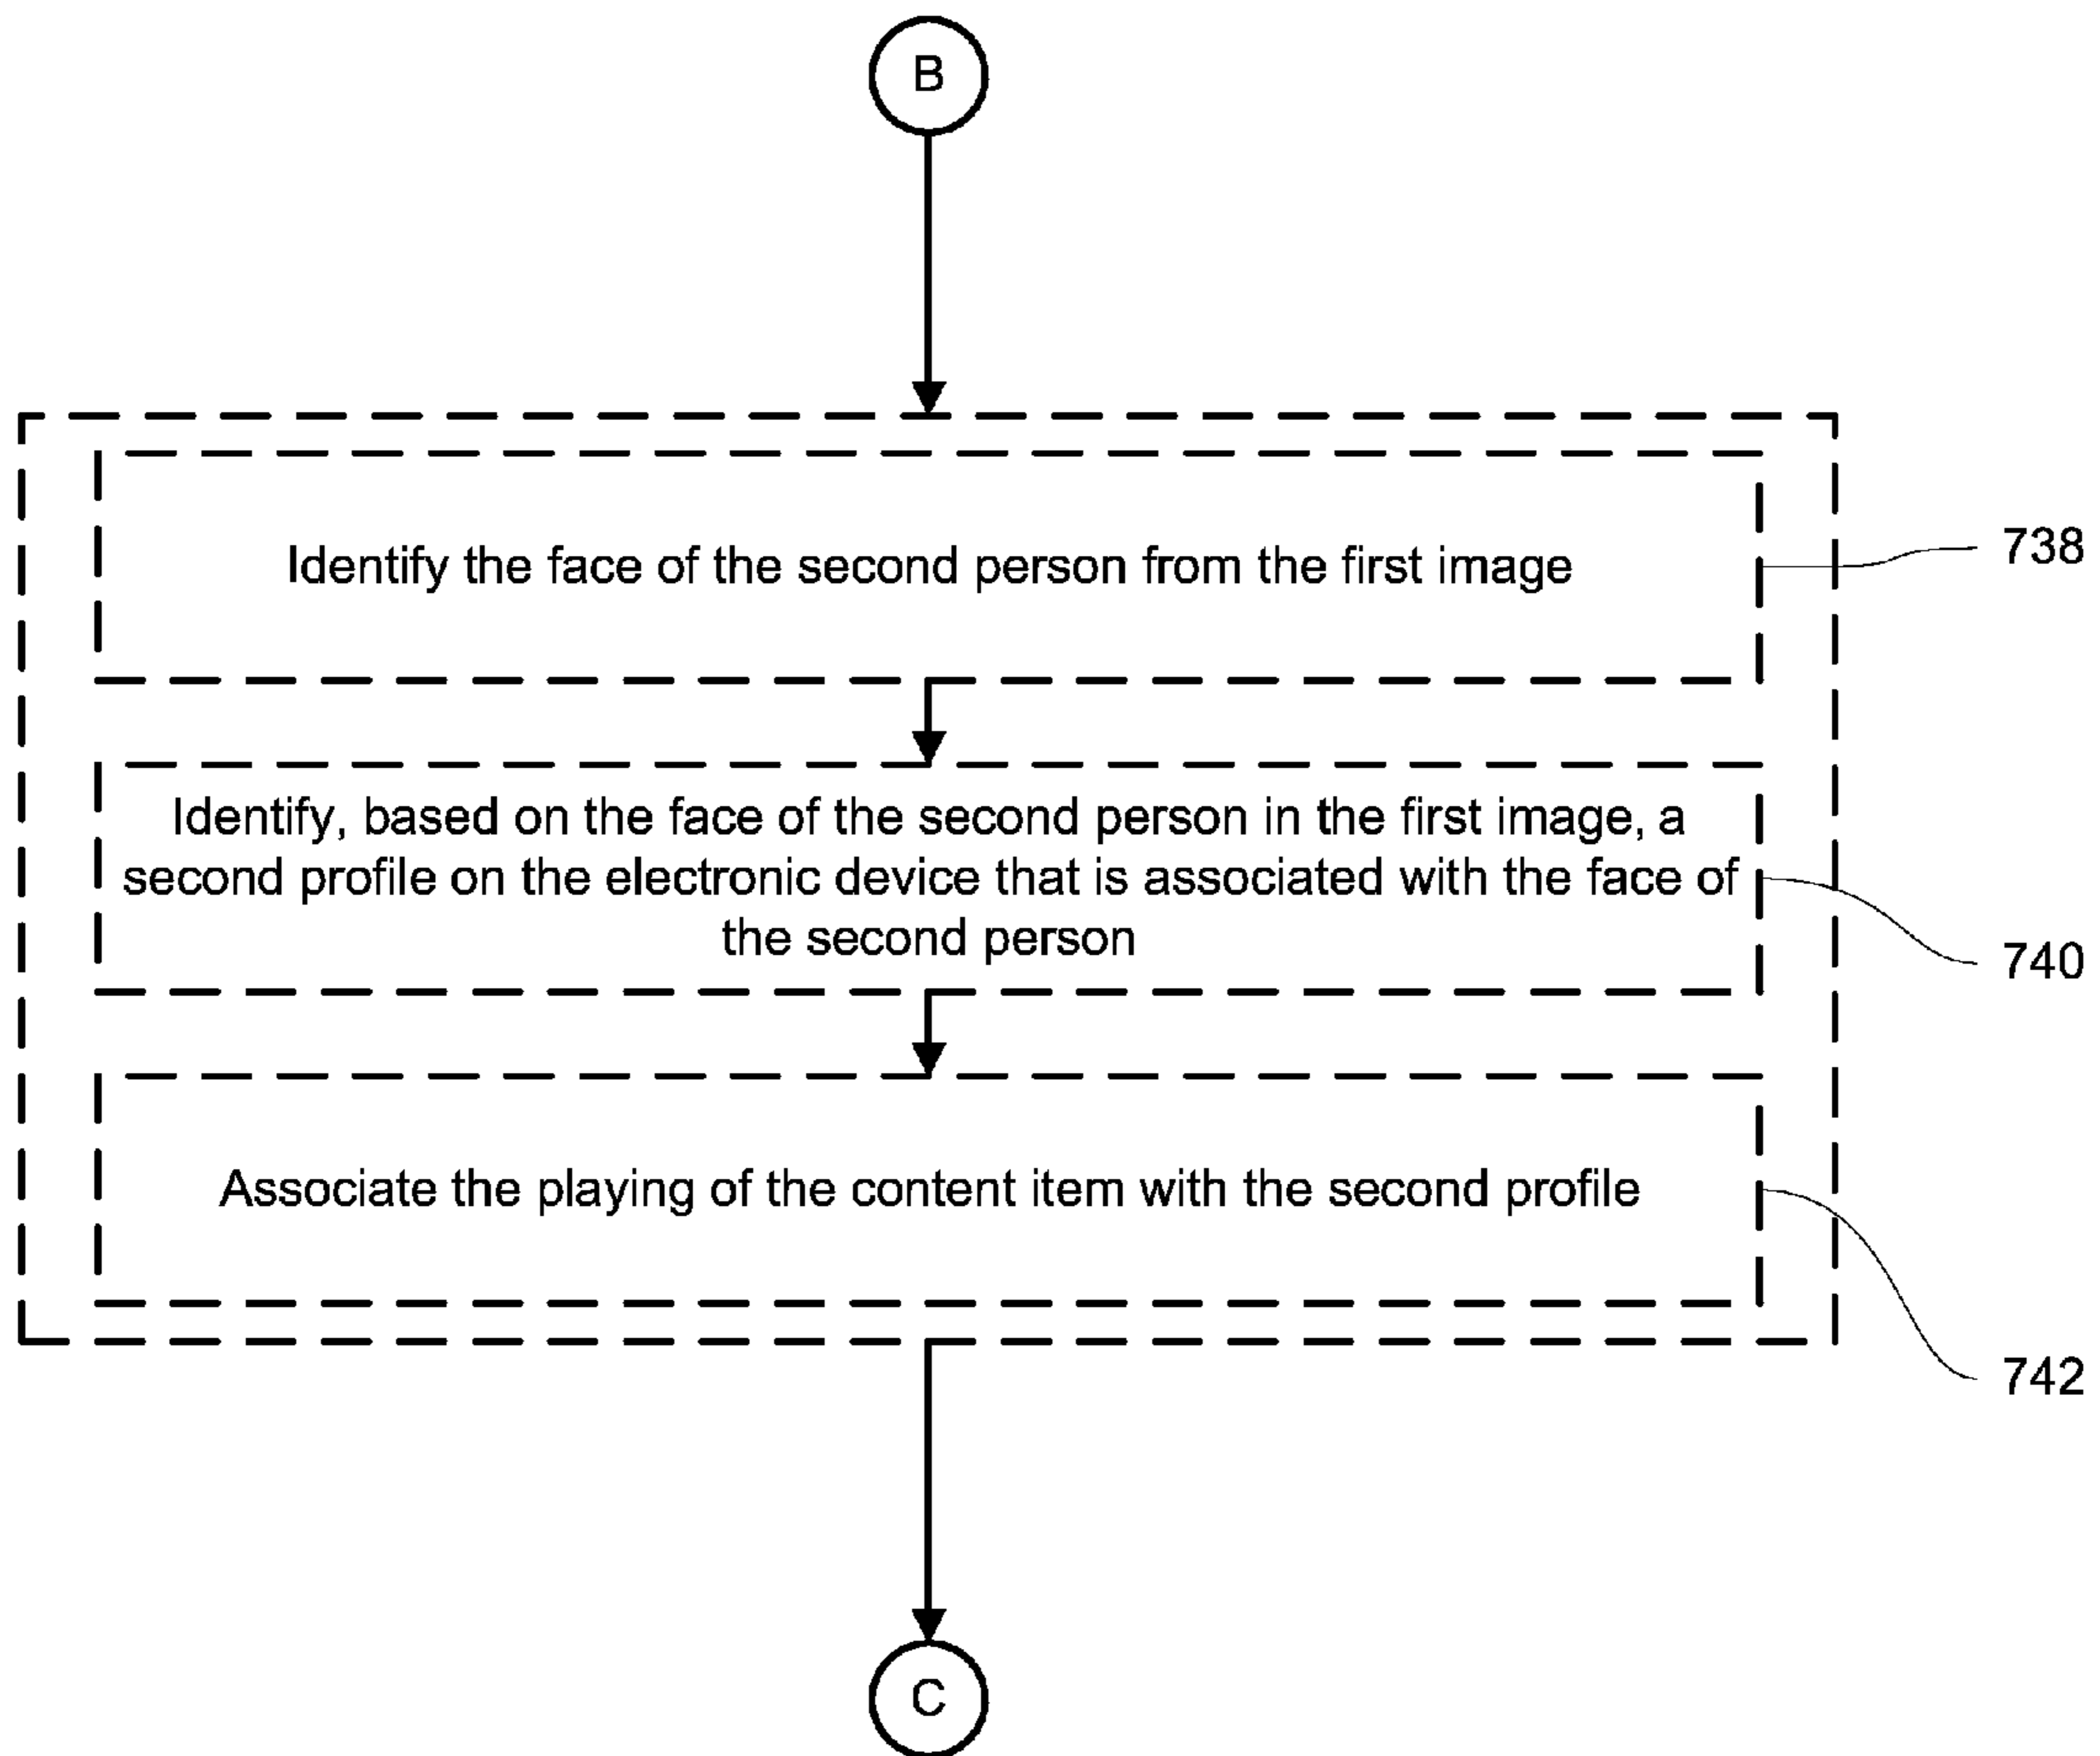 B
Identify the face of the second person from the first image
738
Identify, based on the face of the second person in the first image, a
second profile on the electronic device that is associated with the face of
the second person
740
Associate the playing of the content item with the second profile
742
C